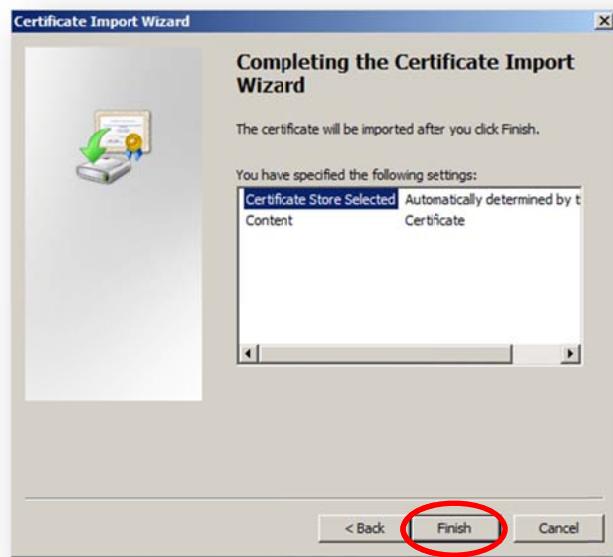 Certificate Import Wizard
Completing the Certificate Import
Wizard
The certificate will be imported after you click Finish.
You have specified the following settings:
Certificate Store Selected Automatically determined by t
Content Certificate
< Back Finish Cancel